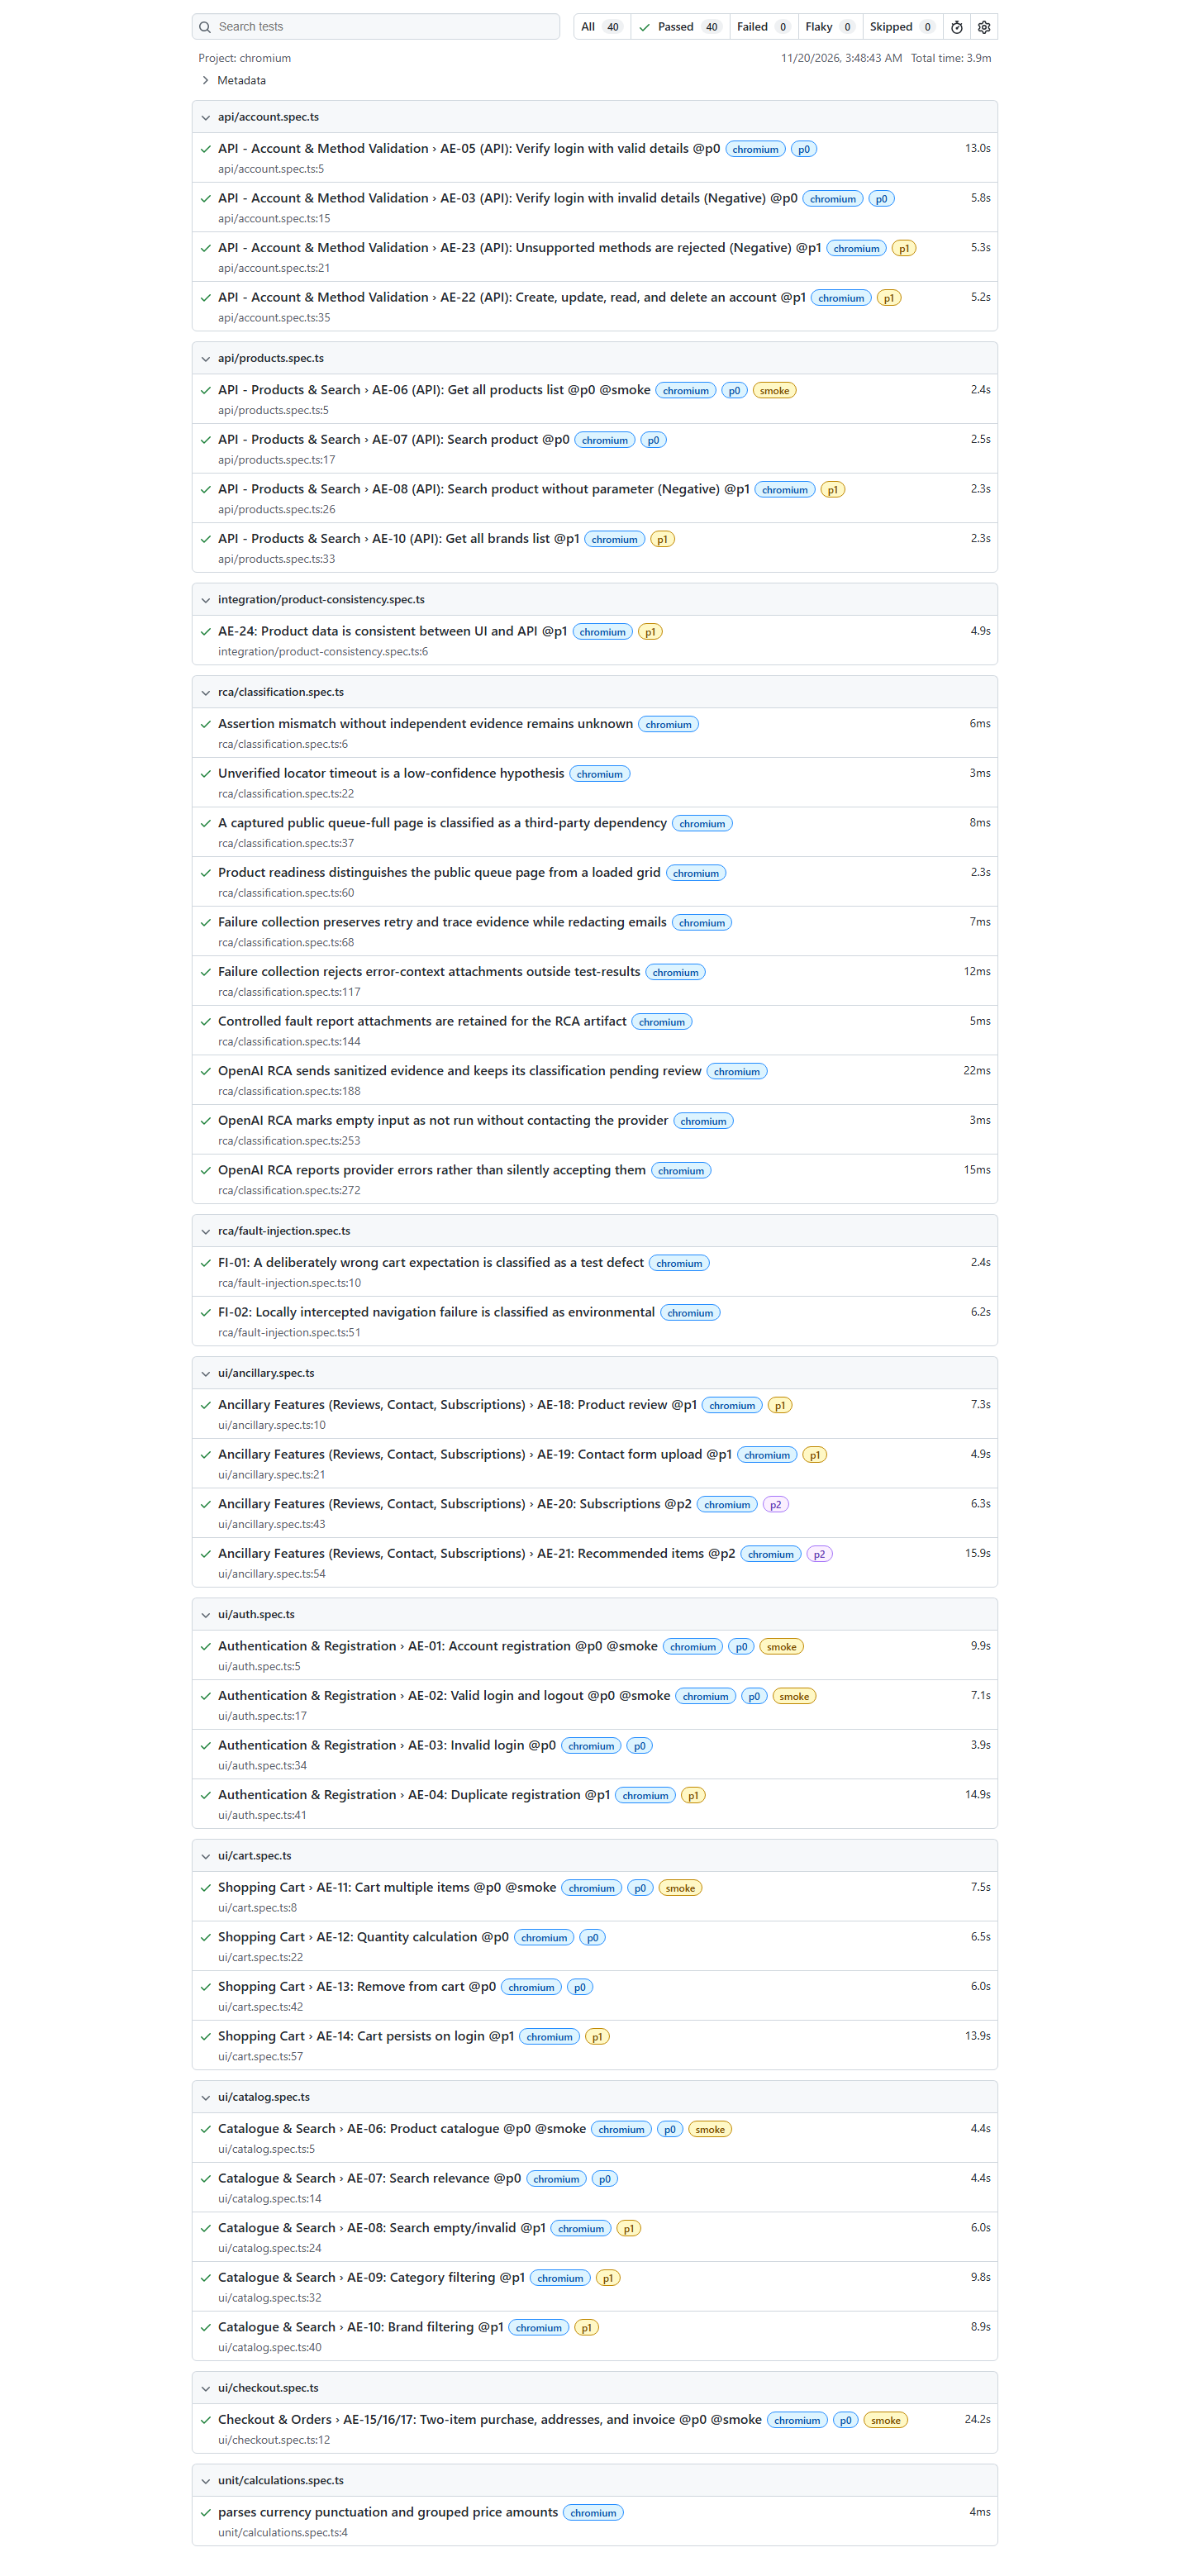 Search tests
All 40 Passed 40 Failed 0 Flaky 0 Skipped 0
Project: chromium 11/20/2026, 3:48:43 AM Total time: 3.9m
Metadata
api/account.spec.ts
API - Account & Method Validation › AE-05 (API): Verify login with valid details @p0 chromium p0 13.0s
api/account.spec.ts:5
API - Account & Method Validation › AE-03 (API): Verify login with invalid details (Negative) @p0 chromium p0 5.8s
api/account.spec.ts:15
API - Account & Method Validation › AE-23 (API): Unsupported methods are rejected (Negative) @p1 chromium p1 5.3s
api/account.spec.ts:21
API - Account & Method Validation › AE-22 (API): Create, update, read, and delete an account @p1 chromium p1 5.2s
api/account.spec.ts:35
api/products.spec.ts
API - Products & Search › AE-06 (API): Get all products list @p0 @smoke chromium p0 smoke 2.4s
api/products.spec.ts:5
API - Products & Search › AE-07 (API): Search product @p0 chromium p0 2.5s
api/products.spec.ts:17
API - Products & Search › AE-08 (API): Search product without parameter (Negative) @p1 chromium p1 2.3s
api/products.spec.ts:26
API - Products & Search › AE-10 (API): Get all brands list @p1 chromium p1 2.3s
api/products.spec.ts:33
integration/product-consistency.spec.ts
AE-24: Product data is consistent between UI and API @p1 chromium p1 4.9s
integration/product-consistency.spec.ts:6
rca/classification.spec.ts
Assertion mismatch without independent evidence remains unknown chromium 6ms
rca/classification.spec.ts:6
Unverified locator timeout is a low-confidence hypothesis chromium 3ms
rca/classification.spec.ts:22
A captured public queue-full page is classified as a third-party dependency chromium 8ms
rca/classification.spec.ts:37
Product readiness distinguishes the public queue page from a loaded grid chromium 2.3s
rca/classification.spec.ts:60
Failure collection preserves retry and trace evidence while redacting emails chromium 7ms
rca/classification.spec.ts:68
Failure collection rejects error-context attachments outside test-results chromium 12ms
rca/classification.spec.ts:117
Controlled fault report attachments are retained for the RCA artifact chromium 5ms
rca/classification.spec.ts:144
OpenAI RCA sends sanitized evidence and keeps its classification pending review chromium 22ms
rca/classification.spec.ts:188
OpenAI RCA marks empty input as not run without contacting the provider chromium 3ms
rca/classification.spec.ts:253
OpenAI RCA reports provider errors rather than silently accepting them chromium 15ms
rca/classification.spec.ts:272
rca/fault-injection.spec.ts
FI-01: A deliberately wrong cart expectation is classified as a test defect chromium 2.4s
rca/fault-injection.spec.ts:10
FI-02: Locally intercepted navigation failure is classified as environmental chromium 6.2s
rca/fault-injection.spec.ts:51
ui/ancillary.spec.ts
Ancillary Features (Reviews, Contact, Subscriptions) › AE-18: Product review @p1 chromium p1 7.3s
ui/ancillary.spec.ts:10
Ancillary Features (Reviews, Contact, Subscriptions) › AE-19: Contact form upload @p1 chromium p1 4.9s
ui/ancillary.spec.ts:21
Ancillary Features (Reviews, Contact, Subscriptions) › AE-20: Subscriptions @p2 chromium p2 6.3s
ui/ancillary.spec.ts:43
Ancillary Features (Reviews, Contact, Subscriptions) › AE-21: Recommended items @p2 chromium p2 15.9s
ui/ancillary.spec.ts:54
ui/auth.spec.ts
Authentication & Registration › AE-01: Account registration @p0 @smoke chromium p0 smoke 9.9s
ui/auth.spec.ts:5
Authentication & Registration › AE-02: Valid login and logout @p0 @smoke chromium p0 smoke 7.1s
ui/auth.spec.ts:17
Authentication & Registration › AE-03: Invalid login @p0 chromium p0 3.9s
ui/auth.spec.ts:34
Authentication & Registration › AE-04: Duplicate registration @p1 chromium p1 14.9s
ui/auth.spec.ts:41
ui/cart.spec.ts
Shopping Cart › AE-11: Cart multiple items @p0 @smoke chromium p0 smoke 7.5s
ui/cart.spec.ts:8
Shopping Cart › AE-12: Quantity calculation @p0 chromium p0 6.5s
ui/cart.spec.ts:22
Shopping Cart › AE-13: Remove from cart @p0 chromium p0 6.0s
ui/cart.spec.ts:42
Shopping Cart › AE-14: Cart persists on login @p1 chromium p1 13.9s
ui/cart.spec.ts:57
ui/catalog.spec.ts
Catalogue & Search › AE-06: Product catalogue @p0 @smoke chromium p0 smoke 4.4s
ui/catalog.spec.ts:5
Catalogue & Search › AE-07: Search relevance @p0 chromium p0 4.4s
ui/catalog.spec.ts:14
Catalogue & Search › AE-08: Search empty/invalid @p1 chromium p1 6.0s
ui/catalog.spec.ts:24
Catalogue & Search › AE-09: Category filtering @p1 chromium p1 9.8s
ui/catalog.spec.ts:32
Catalogue & Search › AE-10: Brand filtering @p1 chromium p1 8.9s
ui/catalog.spec.ts:40
ui/checkout.spec.ts
Checkout & Orders › AE-15/16/17: Two-item purchase, addresses, and invoice @p0 @smoke chromium p0 smoke 24.2s
ui/checkout.spec.ts:12
unit/calculations.spec.ts
parses currency punctuation and grouped price amounts chromium 4ms
unit/calculations.spec.ts:4